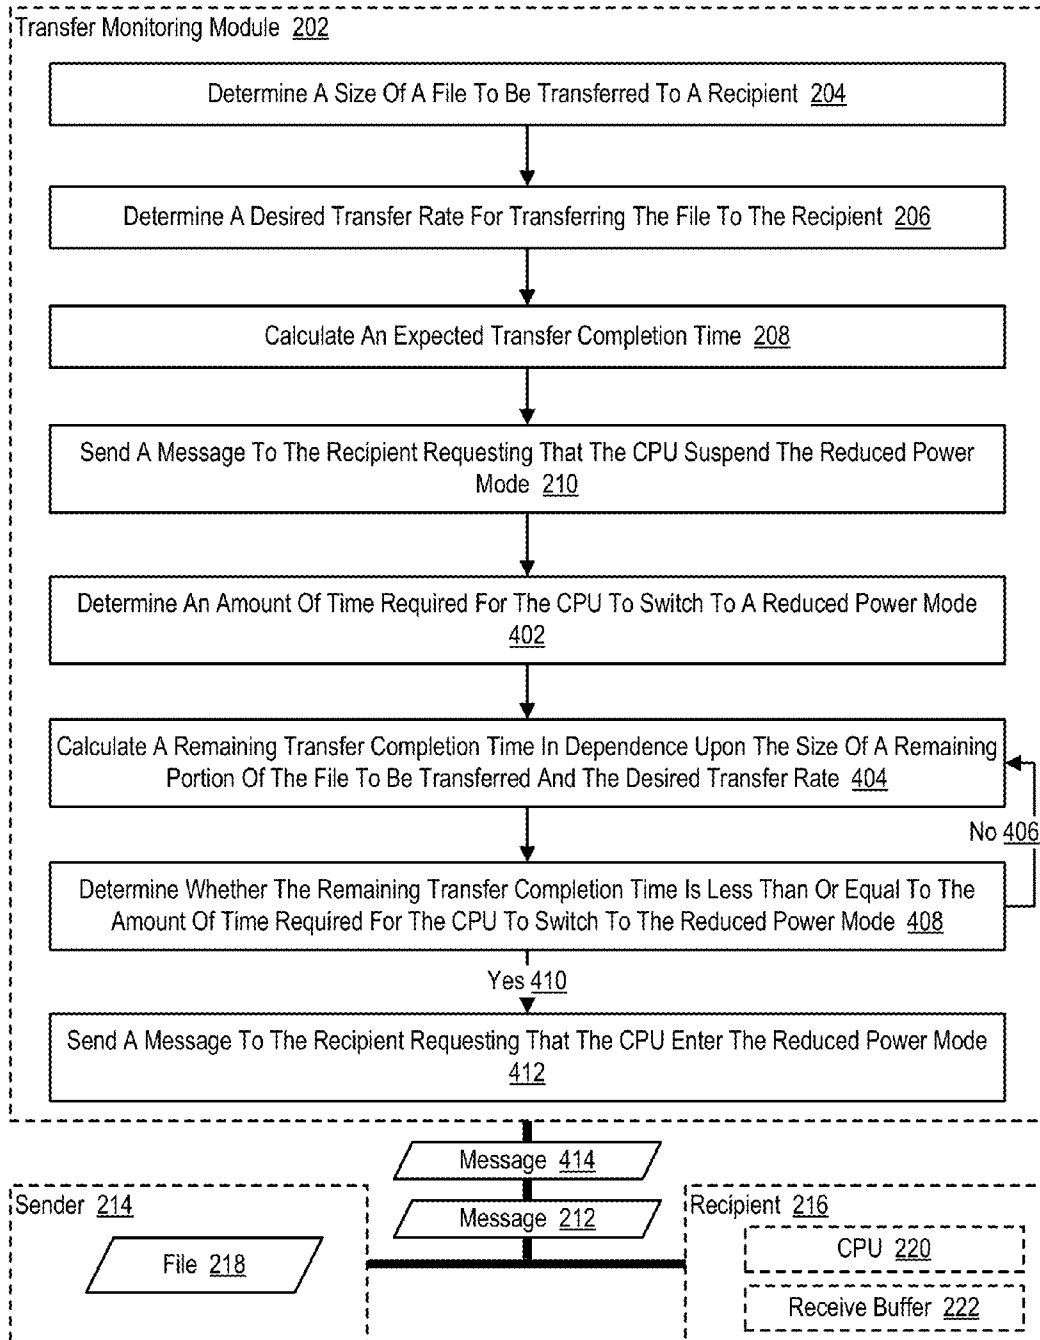 Transfer Monitoring Module 202
Determine A Size Of A File To Be Transferred To A Recipient 204
Determine A Desired Transfer Rate For Transferring The File To The Recipient 206
Calculate An Expected Transfer Completion Time 208
Send A Message To The Recipient Requesting That The CPU Suspend The Reduced Power
Mode 210
Determine An Amount Of Time Required For The CPU To Switch To A Reduced Power Mode
402
Calculate A Remaining Transfer Completion Time In Dependence Upon The Size Of A Remaining
Portion Of The File To Be Transferred And The Desired Transfer Rate 404
No 406
Determine Whether The Remaining Transfer Completion Time Is Less Than Or Equal To The
Amount Of Time Required For The CPU To Switch To The Reduced Power Mode 408
Yes 410
Send A Message To The Recipient Requesting That The CPU Enter The Reduced Power Mode
412
Message 414
Message 212
Sender 214
File 218
Recipient 216
CPU 220
Receive Buffer 222